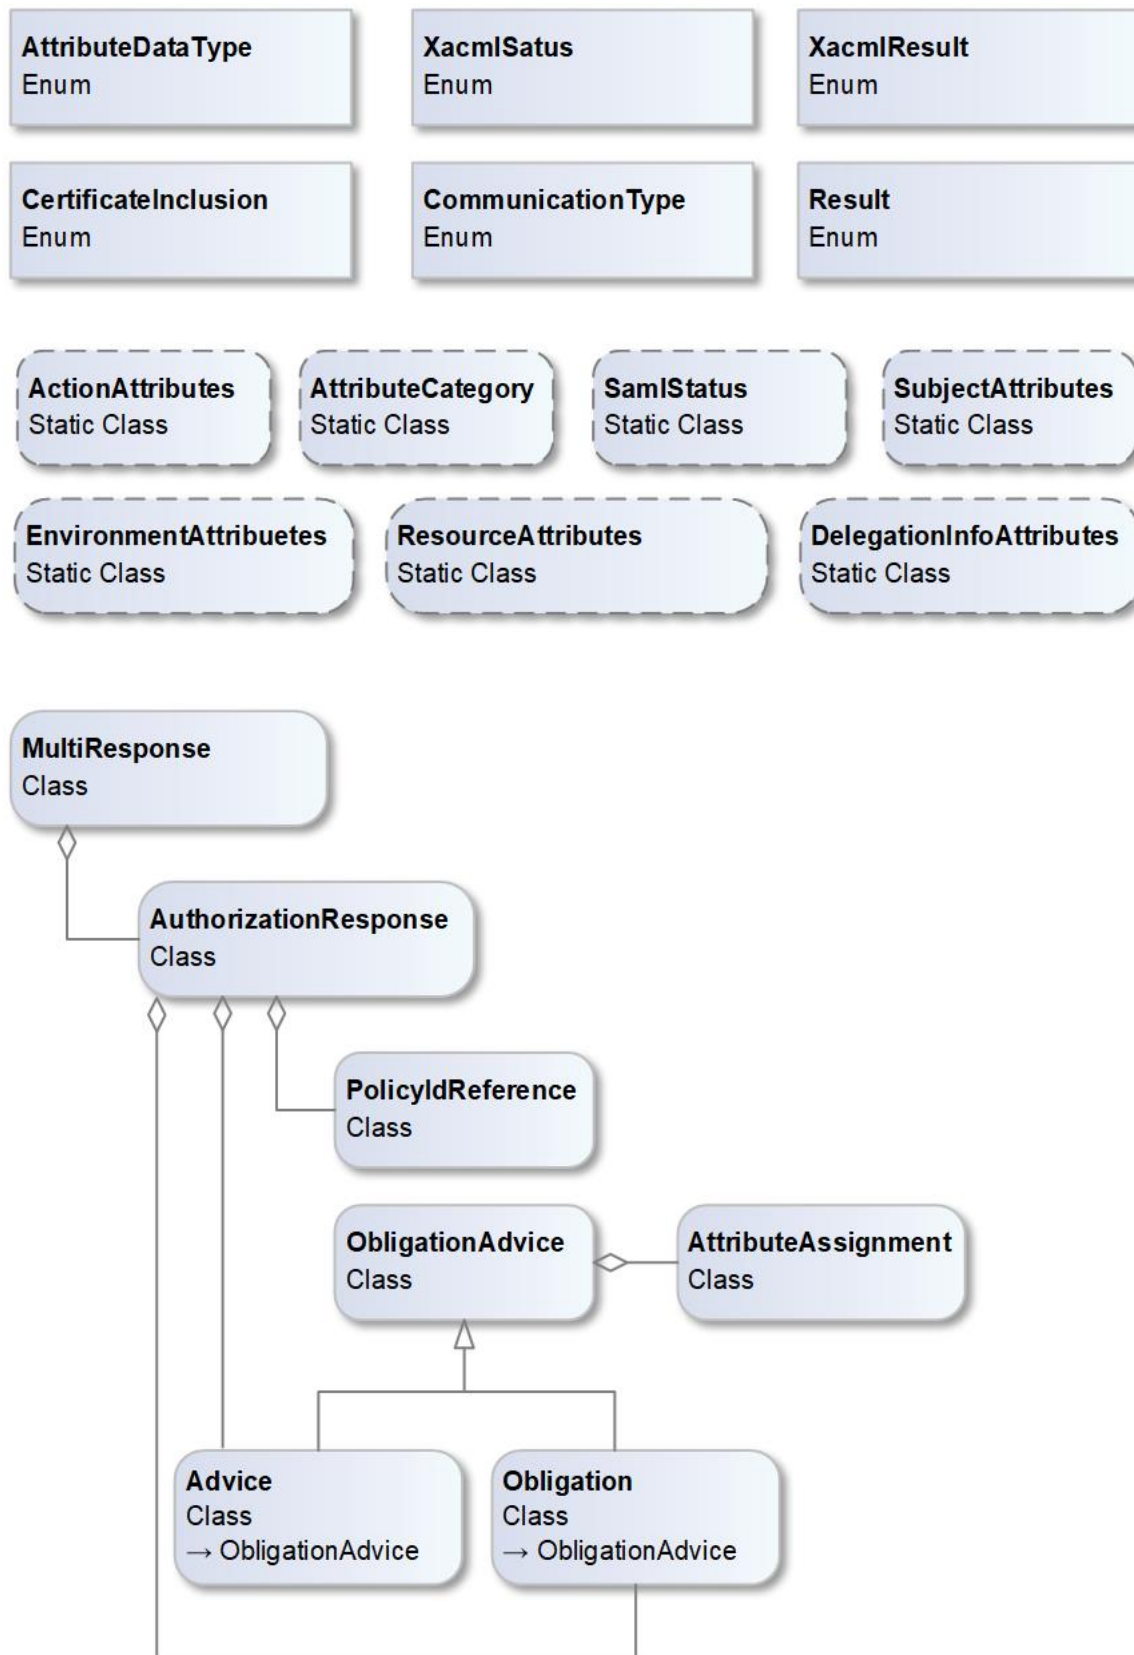 AttributeDataType
Enum
XacmlSatus
Enum
XacmlResult
Enum
CertificateInclusion
Enum
CommunicationType
Enum
Result
Enum
ActionAttributes
Static Class
AttributeCategory
Static Class
SamlStatus
Static Class
SubjectAttributes
Static Class
EnvironmentAttribuetes
Static Class
ResourceAttributes
Static Class
DelegationInfoAttributes
Static Class
MultiResponse
Class
AuthorizationResponse
Class
PolicyIdReference
Class
ObligationAdvice
Class
AttributeAssignment
Class
Advice
Class
→ ObligationAdvice
Obligation
Class
→ ObligationAdvice